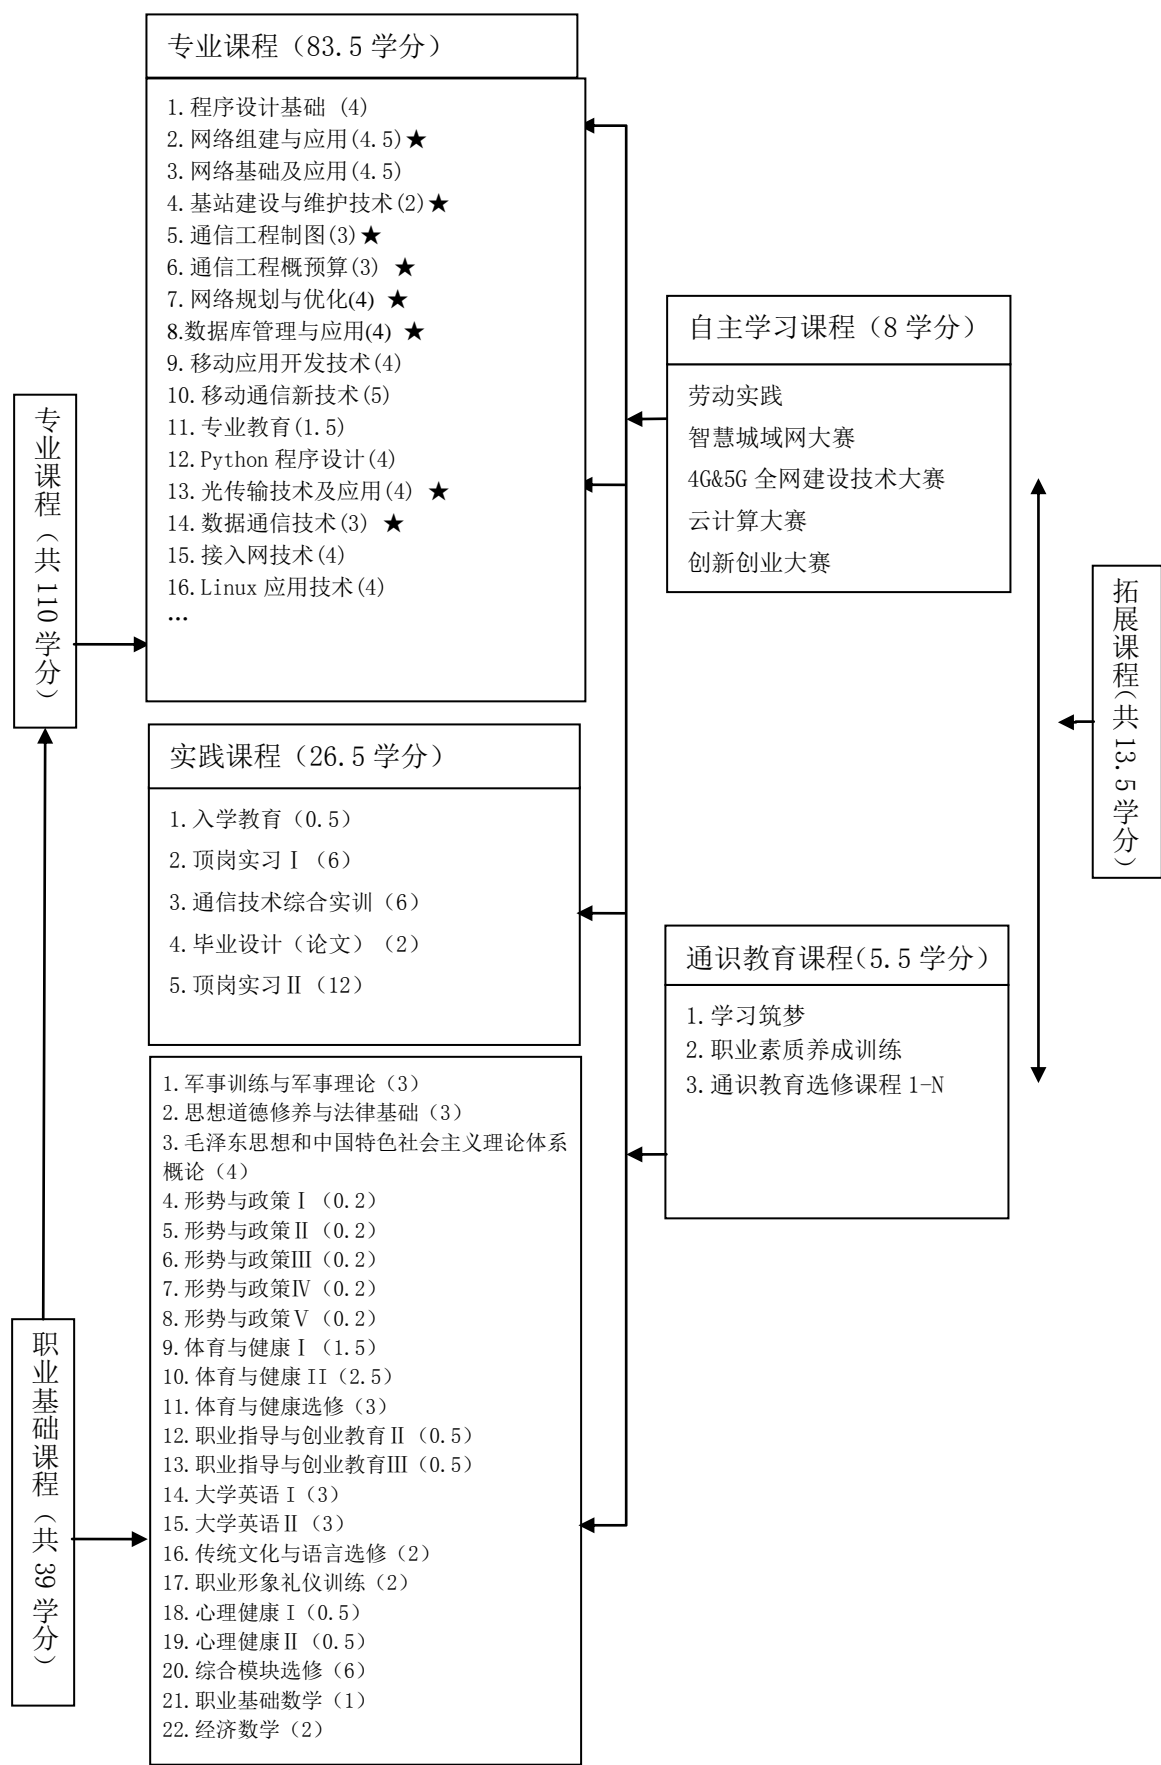 专业课程（83.5 学分）
1.程序设计基础 (4)
2.网络组建与应用(4.5)★
3.网络基础及应用(4.5)
4.基站建设与维护技术(2)★
5.通信工程制图(3)★
6.通信工程概预算(3) ★
7.网络规划与优化(4) ★
8.数据库管理与应用(4) ★
9.移动应用开发技术(4)
10.移动通信新技术(5)
11.专业教育(1.5)
12.Python 程序设计(4)
13.光传输技术及应用(4) ★
14.数据通信技术(3) ★
15.接入网技术(4)
16.Linux 应用技术(4)
…
专业课程（共 110 学分）
实践课程（26.5 学分）
1.入学教育（0.5）
2.顶岗实习Ⅰ（6）
3.通信技术综合实训（6）
4.毕业设计（论文）（2）
5.顶岗实习Ⅱ（12）
1.军事训练与军事理论（3）
2.思想道德修养与法律基础（3）
3.毛泽东思想和中国特色社会主义理论体系
概论（4）
4.形势与政策Ⅰ（0.2）
5.形势与政策Ⅱ（0.2）
6.形势与政策Ⅲ（0.2）
7.形势与政策Ⅳ（0.2）
8.形势与政策Ⅴ（0.2）
9.体育与健康Ⅰ（1.5）
10.体育与健康 II（2.5）
11.体育与健康选修（3）
12.职业指导与创业教育Ⅱ（0.5）
13.职业指导与创业教育Ⅲ（0.5）
14.大学英语Ⅰ（3）
15.大学英语Ⅱ（3）
16.传统文化与语言选修（2）
17.职业形象礼仪训练（2）
18.心理健康 I（0.5）
19.心理健康Ⅱ（0.5）
20.综合模块选修（6）
21.职业基础数学（1）
22.经济数学（2）
职业基础课程（共 39 学分）
自主学习课程（8 学分）
劳动实践
智慧城域网大赛
4G&5G 全网建设技术大赛
云计算大赛
创新创业大赛
通识教育课程(5.5 学分）
1.学习筑梦
2.职业素质养成训练
3.通识教育选修课程 1-N
拓展课程(共 13.5 学分）